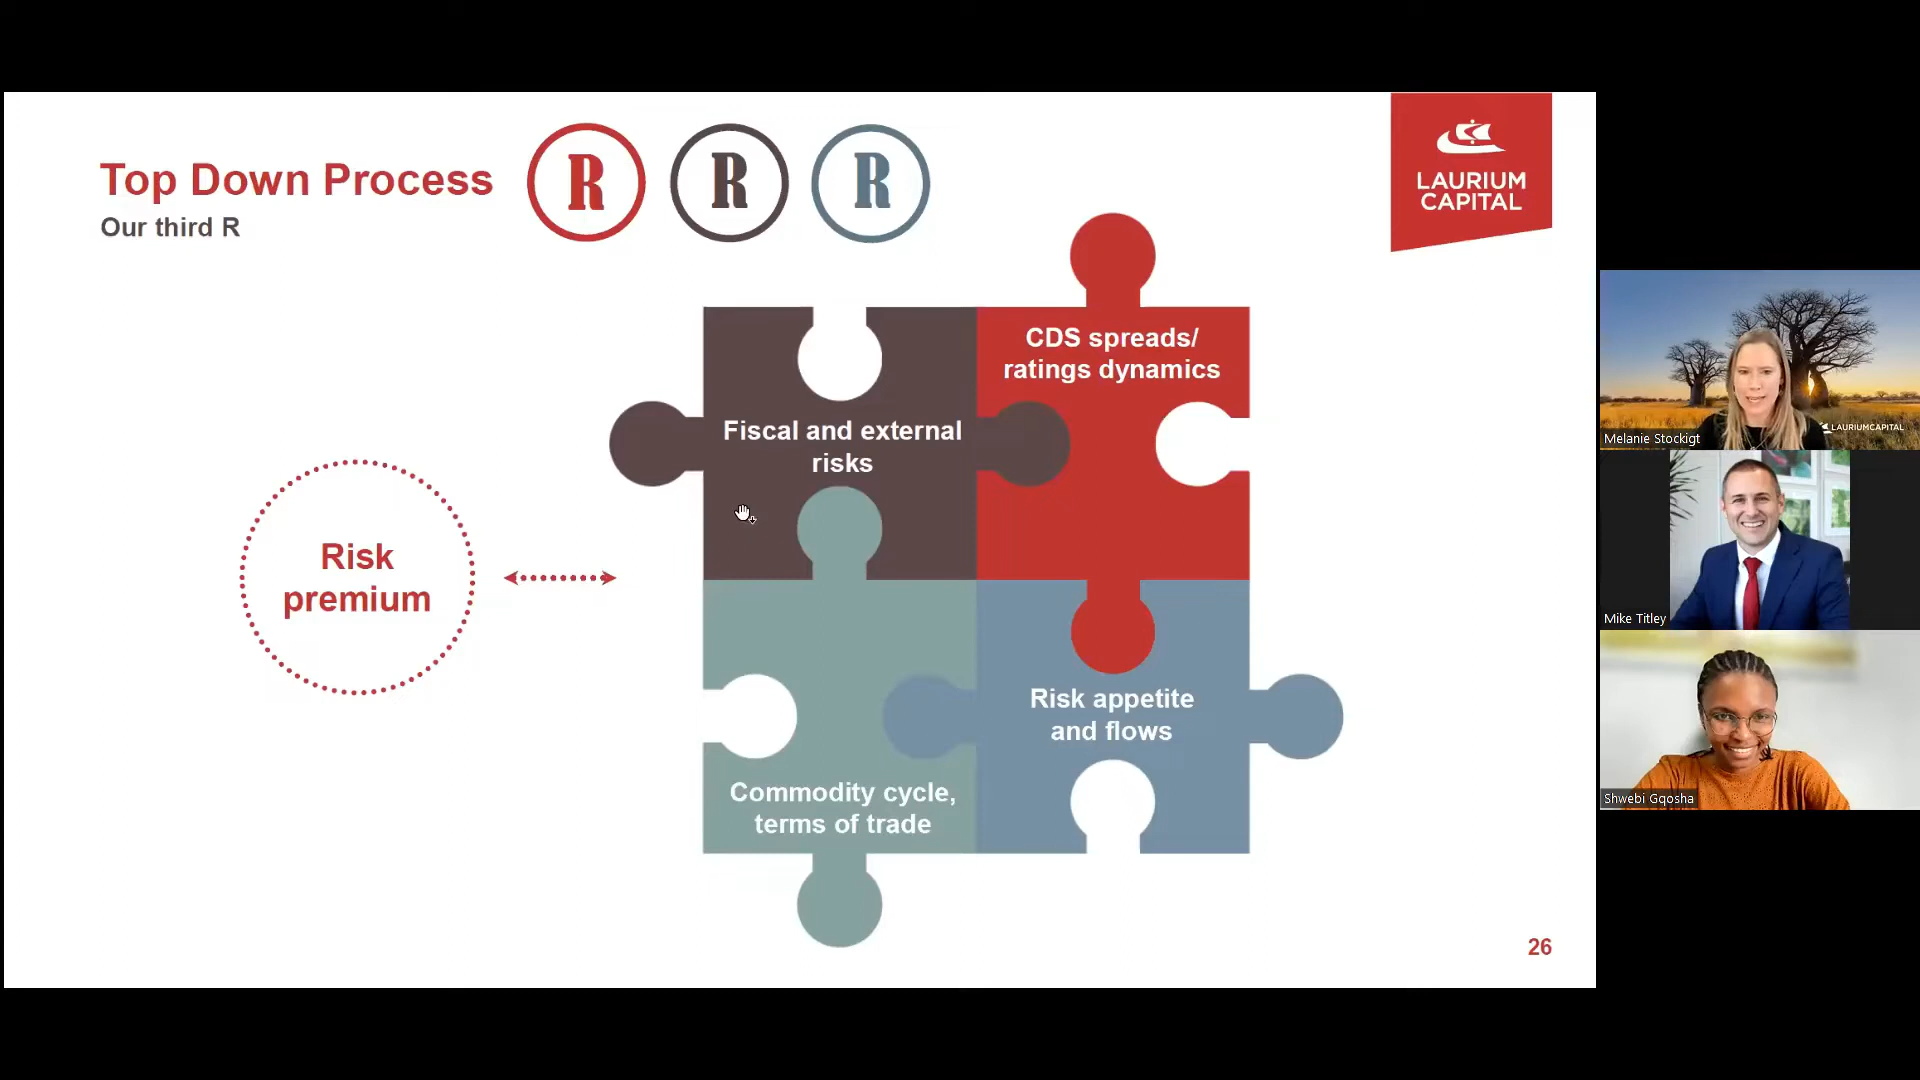 Top Down Process
Our third R
R R R
LAURIUM
CAPITAL
CDS spreads/
ratings dynamics
Fiscal and external
risks
Risk
premium
Risk appetite
and flows
Commodity cycle,
terms of trade
26
LAURIUMCAPITAL
Melanie Stockigt
Mike Titley
Shwebi Gqosha